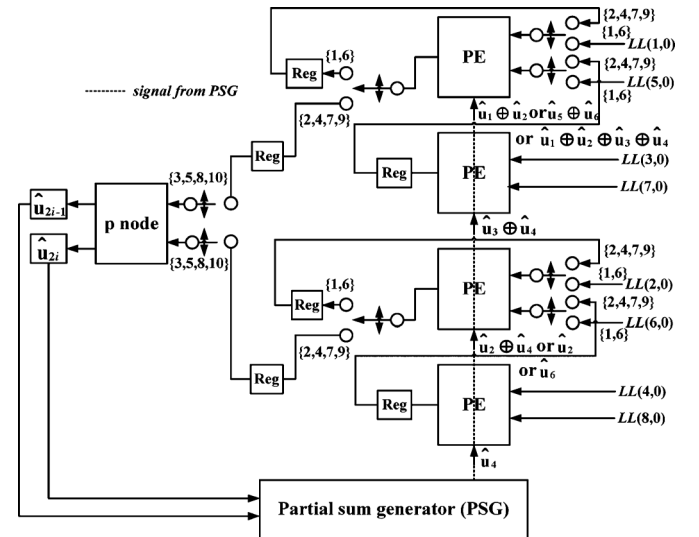 {2,4,7,9}
{1,6}
LL(1,0)
{2,4,7,9}
LL(5,0)
{1,6}
PE
{1,6}
Reg
{2,4,7,9}
signal from PSG
û₁ ⊕ û₂ or û₅ ⊕ û₆
or û₁ ⊕ û₂ ⊕ û₃ ⊕ û₄
Reg
PE
LL(3,0)
LL(7,0)
Reg
{3,5,8,10}
û₂ᵢ₋₁
p node
û₂ᵢ
{3,5,8,10}
û₃ ⊕ û₄
{2,4,7,9}
{1,6}
LL(2,0)
{2,4,7,9}
LL(6,0)
{1,6}
PE
{1,6}
Reg
{2,4,7,9}
û₂ ⊕ û₄ or û₂
or û₆
Reg
Reg
PE
LL(4,0)
LL(8,0)
û₄
Partial sum generator (PSG)